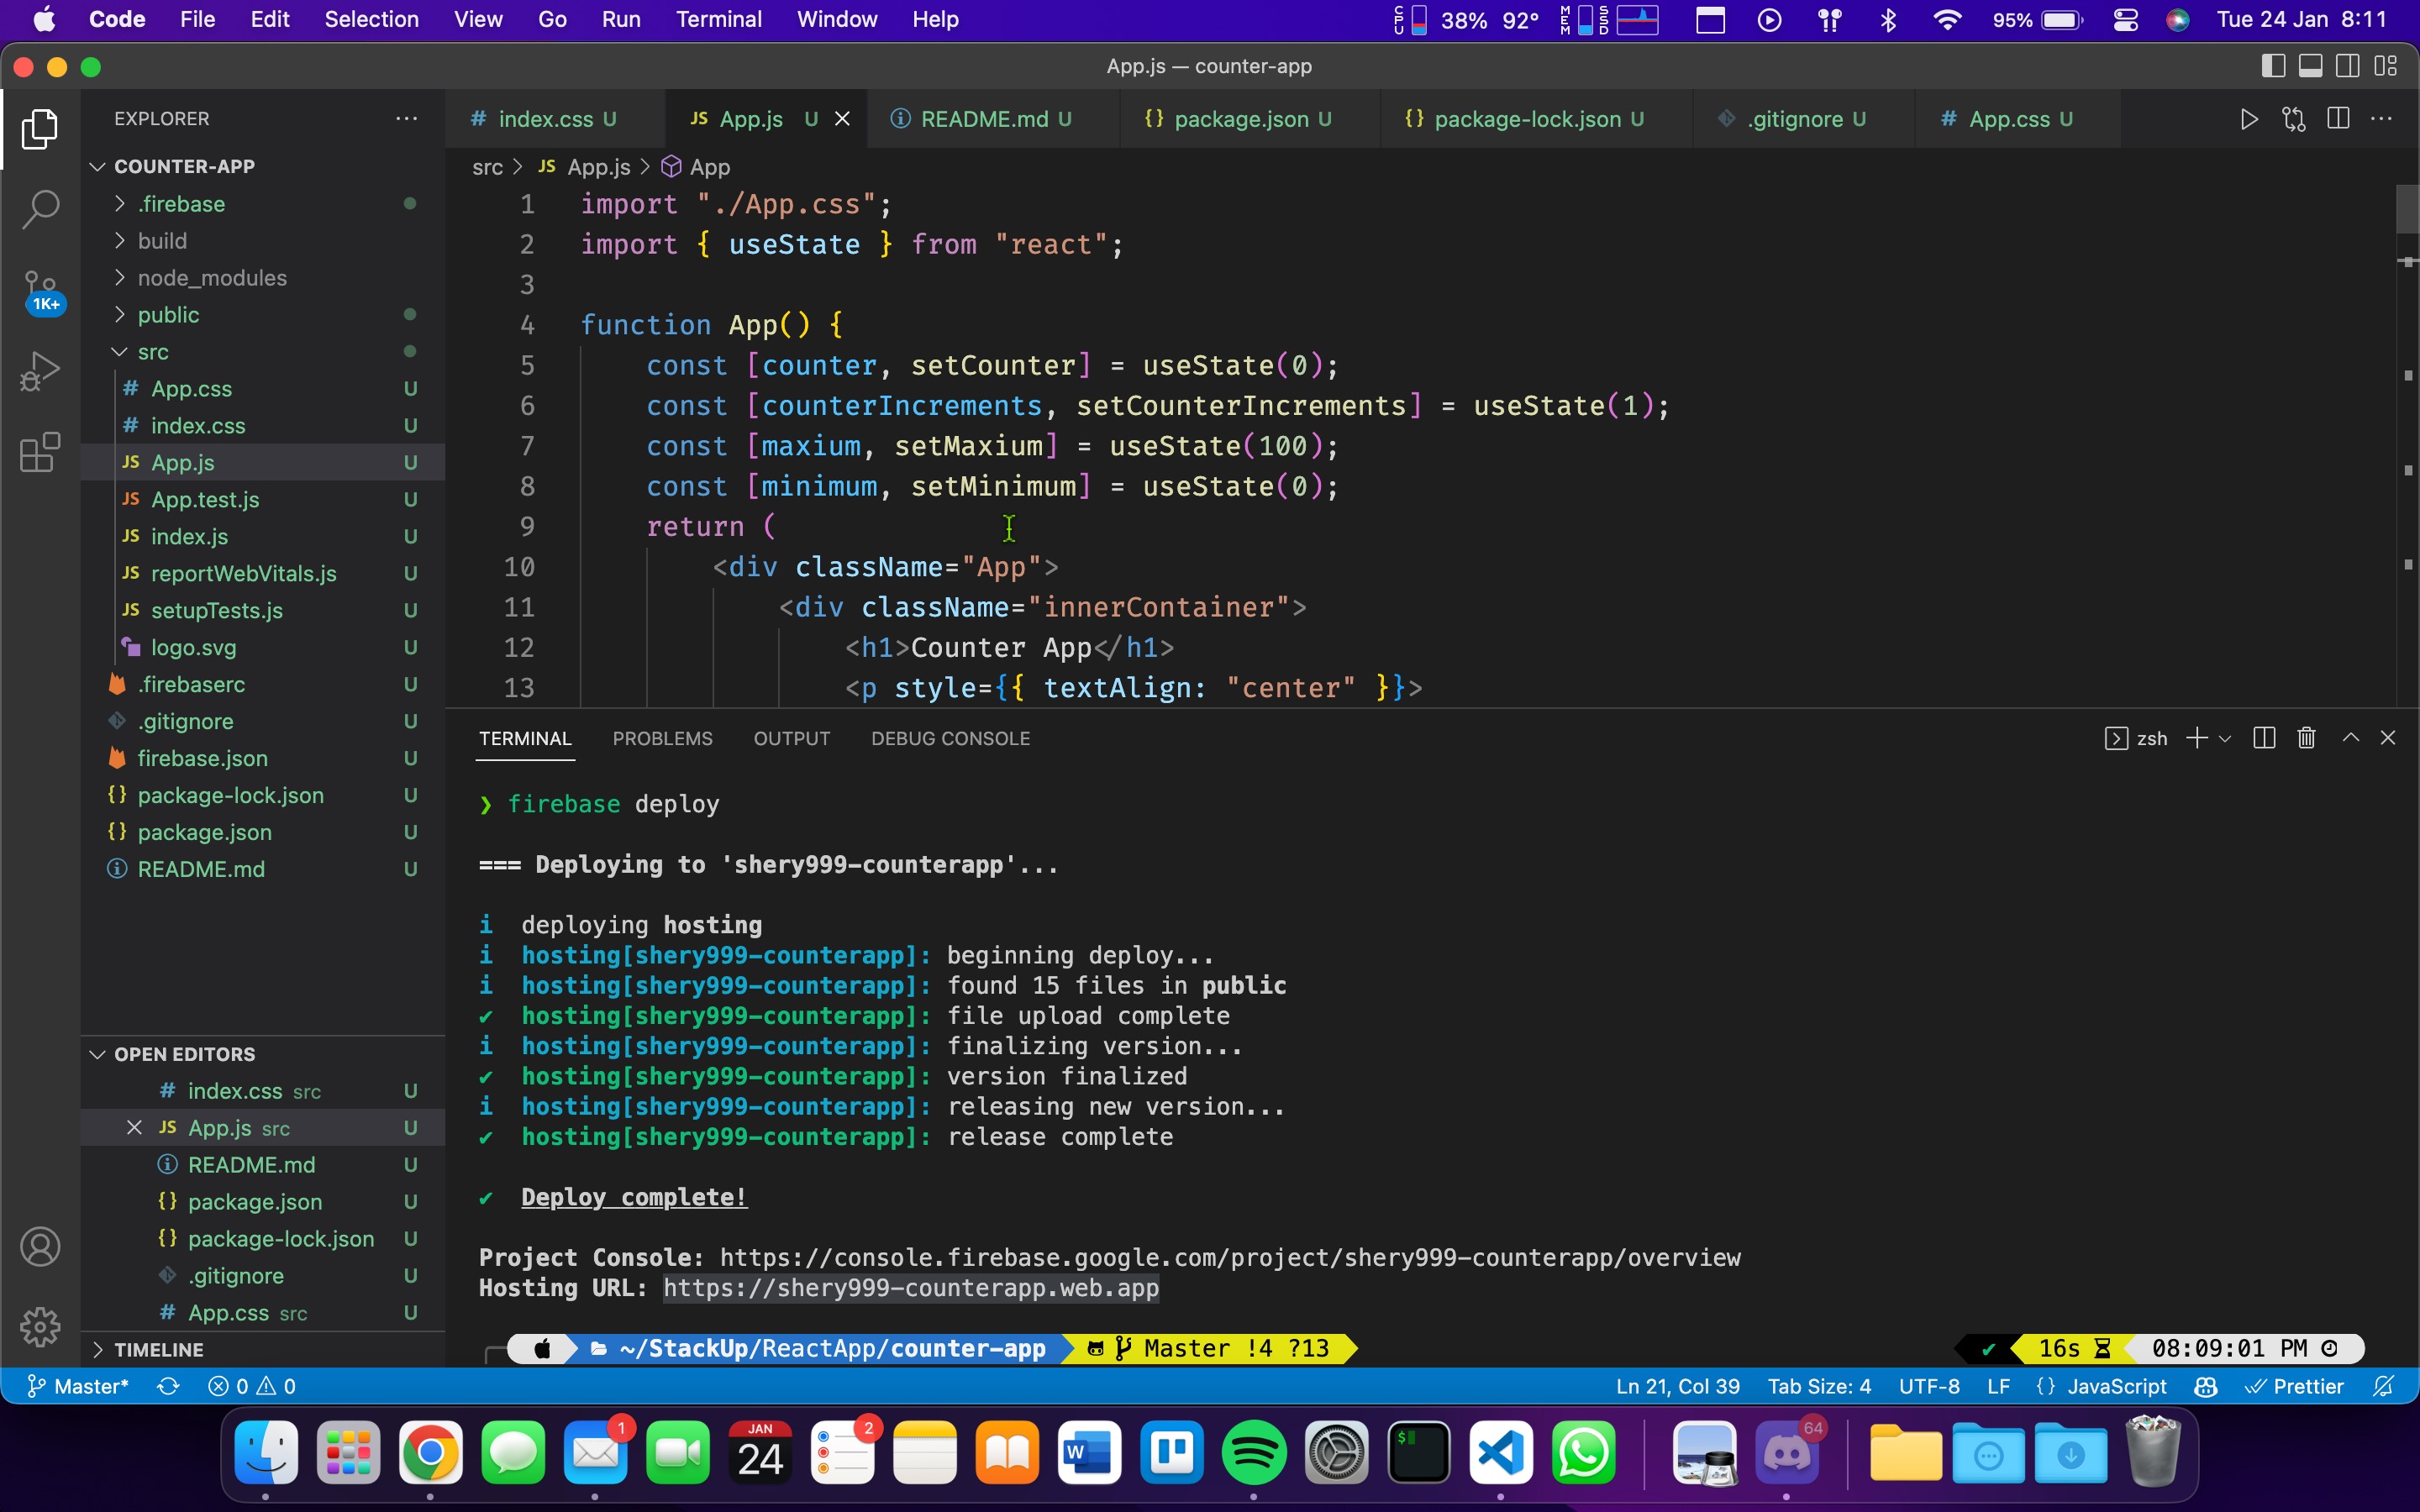 Code File Edit Selection View Go Run Terminal Window Help CPU 38% 92° MEM SSD 95% Tue 24 Jan 8:11
App.js — counter-app
EXPLORER
# index.css U JS App.js U README.md U {} package.json U {} package-lock.json U .gitignore U # App.css U
src > JS App.js > App
COUNTER-APP
.firebase
build
node_modules
public
src
# App.css U
# index.css U
JS App.js U
JS App.test.js U
JS index.js U
JS reportWebVitals.js U
JS setupTests.js U
logo.svg U
.firebaserc U
.gitignore U
firebase.json U
{} package-lock.json U
{} package.json U
README.md U
1K+
1 import "./App.css";
2 import { useState } from "react";
3
4 function App() {
5 const [counter, setCounter] = useState(0);
6 const [counterIncrements, setCounterIncrements] = useState(1);
7 const [maxium, setMaxium] = useState(100);
8 const [minimum, setMinimum] = useState(0);
9 return (
10 <div className="App">
11 <div className="innerContainer">
12 <h1>Counter App</h1>
13 <p style={{ textAlign: "center" }}>
TERMINAL PROBLEMS OUTPUT DEBUG CONSOLE zsh
❯ firebase deploy
=== Deploying to 'shery999-counterapp'...
i deploying hosting
i hosting[shery999-counterapp]: beginning deploy...
i hosting[shery999-counterapp]: found 15 files in public
✔ hosting[shery999-counterapp]: file upload complete
i hosting[shery999-counterapp]: finalizing version...
✔ hosting[shery999-counterapp]: version finalized
i hosting[shery999-counterapp]: releasing new version...
✔ hosting[shery999-counterapp]: release complete
✔ Deploy complete!
Project Console: https://console.firebase.google.com/project/shery999-counterapp/overview
Hosting URL: https://shery999-counterapp.web.app
~/StackUp/ReactApp/counter-app Master !4 ?13 ✔ 16s 08:09:01 PM
OPEN EDITORS
# index.css src U
JS App.js src U
README.md U
{} package.json U
{} package-lock.json U
.gitignore U
# App.css src U
TIMELINE
Master* 0 0 Ln 21, Col 39 Tab Size: 4 UTF-8 LF {} JavaScript Prettier
1 JAN 24 2 W $ 64